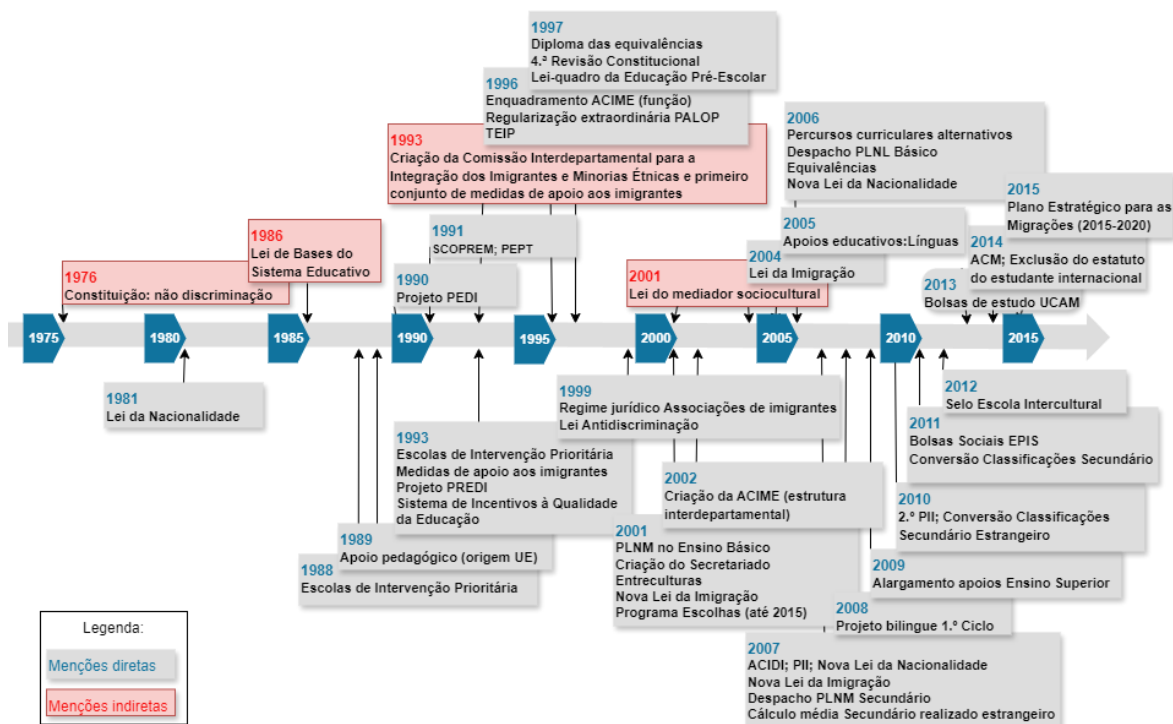 1997
Diploma das equivalências
4.ª Revisão Constitucional
Lei-quadro da Educação Pré-Escolar
1996
Enquadramento ACIME (função)
Regularização extraordinária PALOP
TEIP
1993
Criação da Comissão Interdepartamental para a
Integração dos Imigrantes e Minorias Étnicas e primeiro
conjunto de medidas de apoio aos imigrantes
1991
SCOPREM; PEPT
1990
Projeto PEDI
1986
Lei de Bases do
Sistema Educativo
1976
Constituição: não discriminação
2006
Percursos curriculares alternativos
Despacho PLNL Básico
Equivalências
Nova Lei da Nacionalidade
2005
Apoios educativos:Línguas
2004
Lei da Imigração
2001
Lei do mediador sociocultural
2015
Plano Estratégico para as
Migrações (2015-2020)
2014
ACM; Exclusão do estatuto
do estudante internacional
2013
Bolsas de estudo UCAM
1975
1980
1985
1990
1995
2000
2005
2010
2015
1981
Lei da Nacionalidade
1993
Escolas de Intervenção Prioritária
Medidas de apoio aos imigrantes
Projeto PREDI
Sistema de Incentivos à Qualidade
da Educação
1989
Apoio pedagógico (origem UE)
1988
Escolas de Intervenção Prioritária
1999
Regime jurídico Associações de imigrantes
Lei Antidiscriminação
2002
Criação da ACIME (estrutura
interdepartamental)
2001
PLNM no Ensino Básico
Criação do Secretariado
Entreculturas
Nova Lei da Imigração
Programa Escolhas (até 2015)
2012
Selo Escola Intercultural
2011
Bolsas Sociais EPIS
Conversão Classificações Secundário
2010
2.º PII; Conversão Classificações
Secundário Estrangeiro
2009
Alargamento apoios Ensino Superior
2008
Projeto bilingue 1.º Ciclo
2007
ACIDI; PII; Nova Lei da Nacionalidade
Nova Lei da Imigração
Despacho PLNM Secundário
Cálculo média Secundário realizado estrangeiro
Legenda:
Menções diretas
Menções indiretas